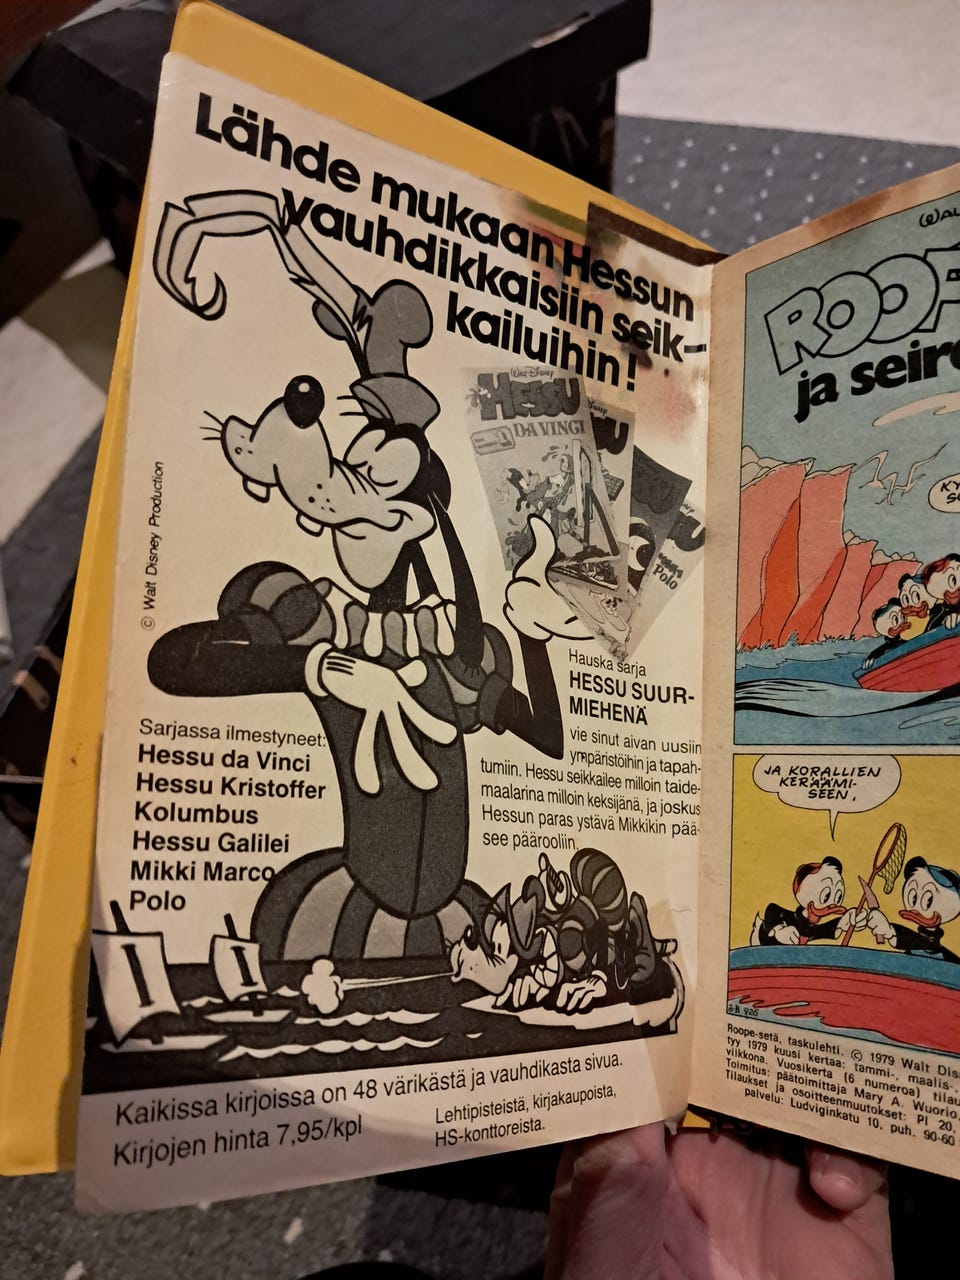 Lähde mukaan Hessun
vauhdikkaisiin seik-
kailuihin!
© Walt Disney Production
WALT DISNEY
HESSU
DA VINCI
Polo
Hauska sarja
HESSU SUUR-
MIEHENÄ
vie sinut aivan uusiin
ympäristöihin ja tapah-
tumiin. Hessu seikkailee milloin taide-
maalarina milloin keksijänä, ja joskus
Hessun paras ystävä Mikkikin pää-
see päärooliin.
Sarjassa ilmestyneet:
Hessu da Vinci
Hessu Kristoffer
Kolumbus
Hessu Galilei
Mikki Marco
Polo
Kaikissa kirjoissa on 48 värikästä ja vauhdikasta sivua.
Kirjojen hinta 7,95/kpl
Lehtipisteistä, kirjakaupoista,
HS-konttoreista.
ja seire
JA KORALLIEN
KERÄÄMI-
SEEN.
Roope-setä, taskulehti. © 1979 Walt Dis
tyy 1979 kuusi kertaa: tammi-, maalis-,
viikkona. Vuosikerta (6 numeroa) tilau
Toimitus: päätoimittaja Mary A. Wuorio,
Tilaukset ja osoitteenmuutokset: Pl 20,
palvelu: Ludviginkatu 10, puh. 90-60